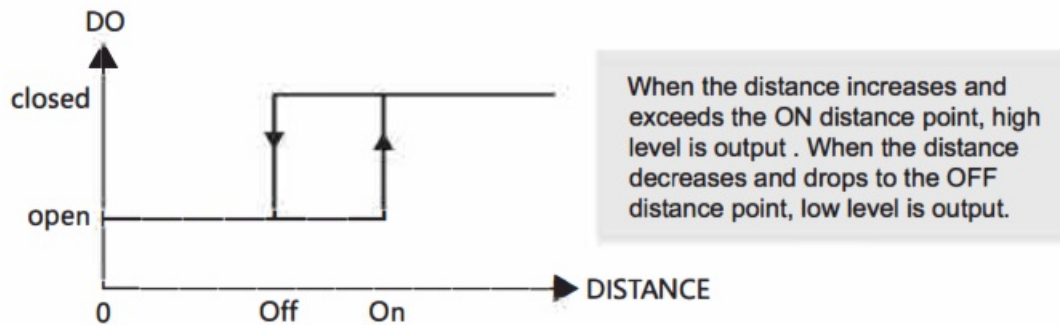 DO
closed
open
0
Off
On
DISTANCE
When the distance increases and
exceeds the ON distance point, high
level is output . When the distance
decreases and drops to the OFF
distance point, low level is output.